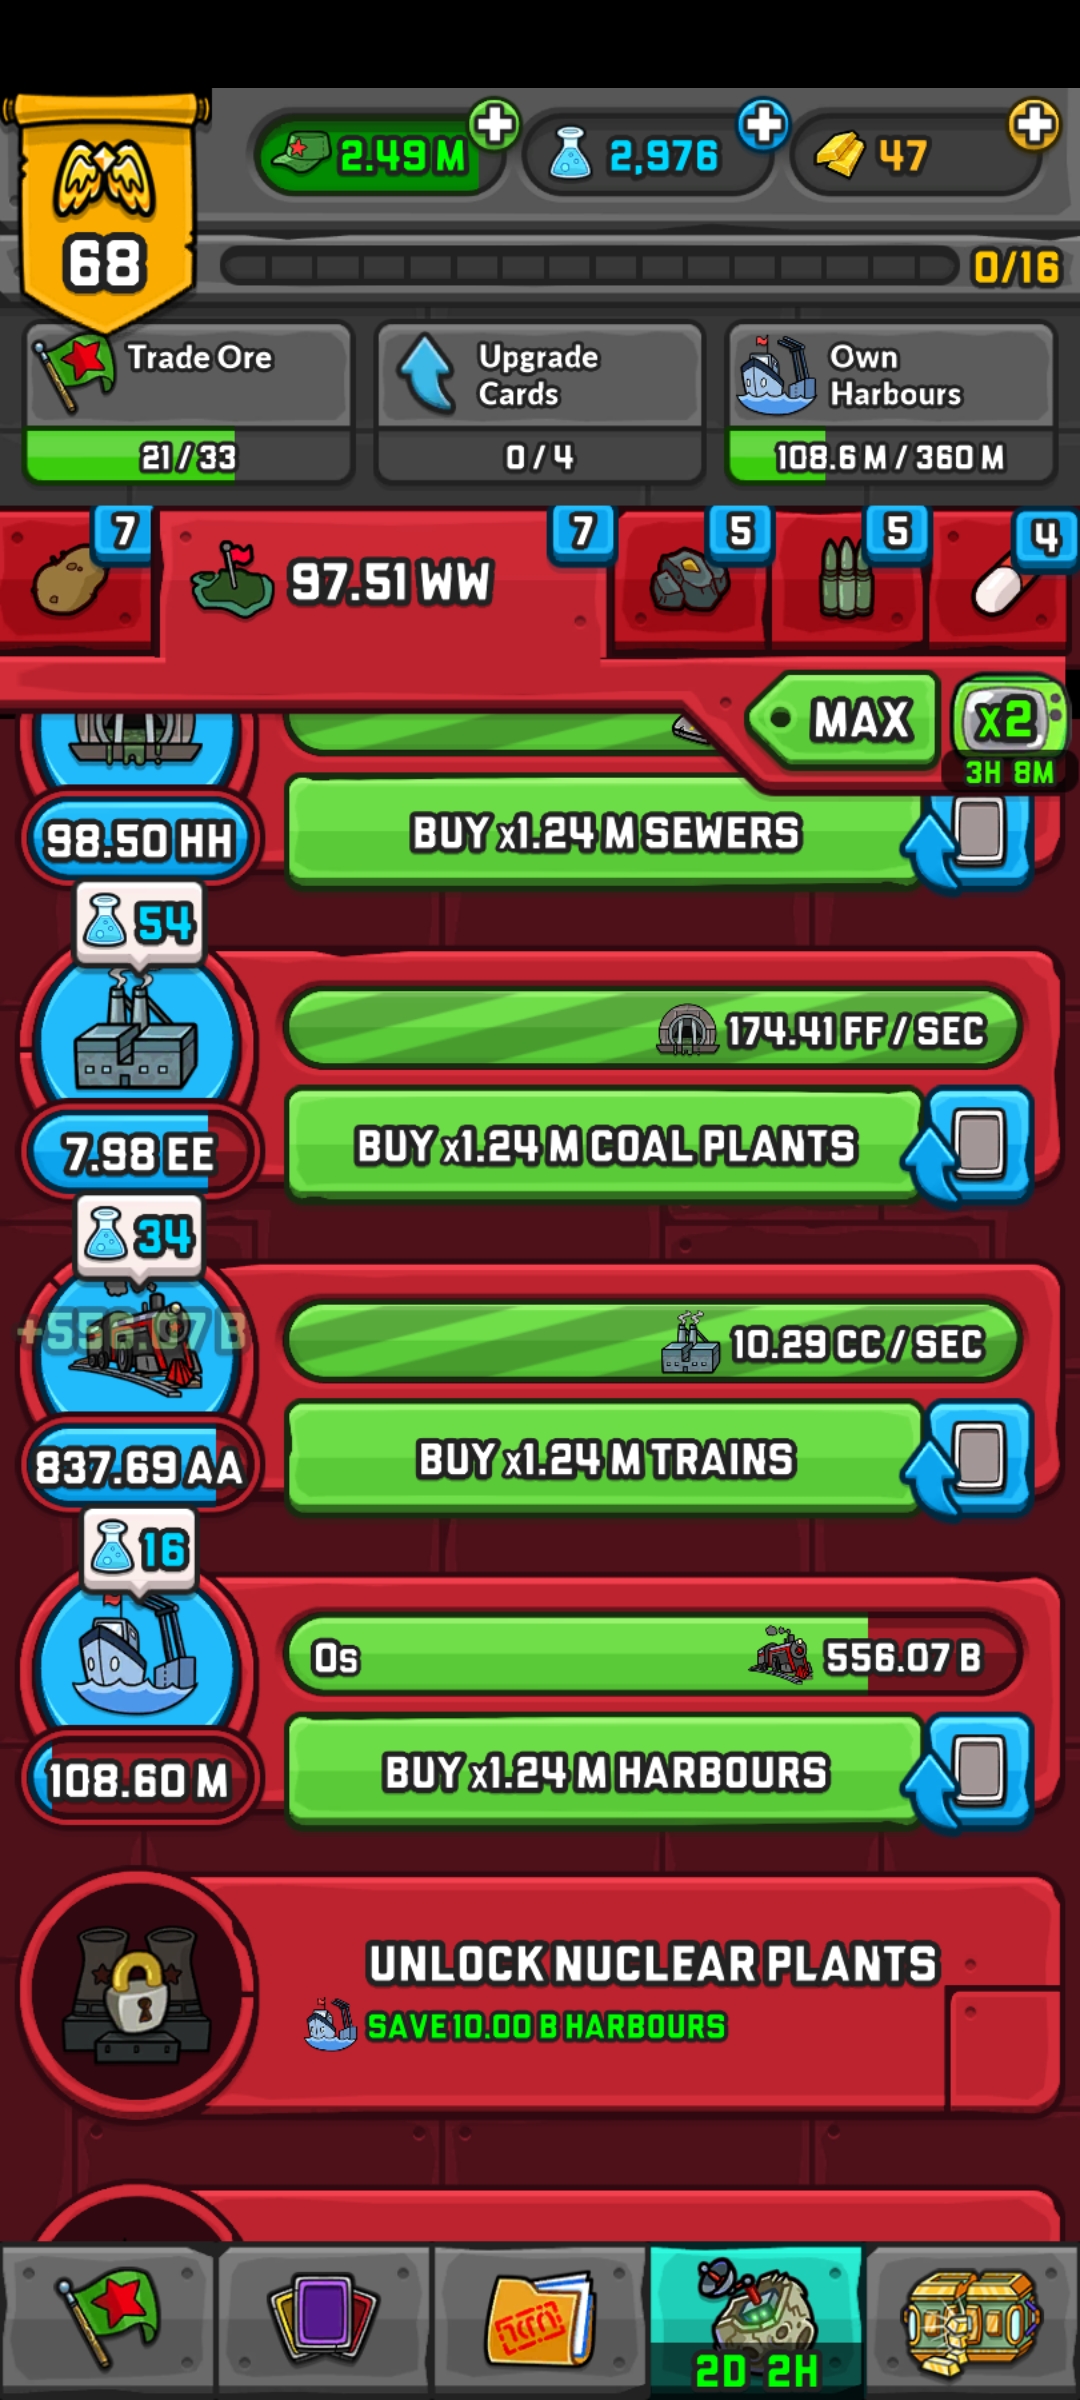 2.49 M
2,976
47
68
0/16
Trade Ore
21 / 33
Upgrade
Cards
0 / 4
Own
Harbours
108.6 M / 360 M
7
97.51 WW
7
5
5
4
MAX
x2
3H 8M
98.50 HH
BUY x1.24 M SEWERS
54
174.41 FF / SEC
7.98 EE
BUY x1.24 M COAL PLANTS
34
+556.07 B
10.29 CC / SEC
837.69 AA
BUY x1.24 M TRAINS
16
0s
556.07 B
108.60 M
BUY x1.24 M HARBOURS
UNLOCK NUCLEAR PLANTS
SAVE 10.00 B HARBOURS
2D 2H